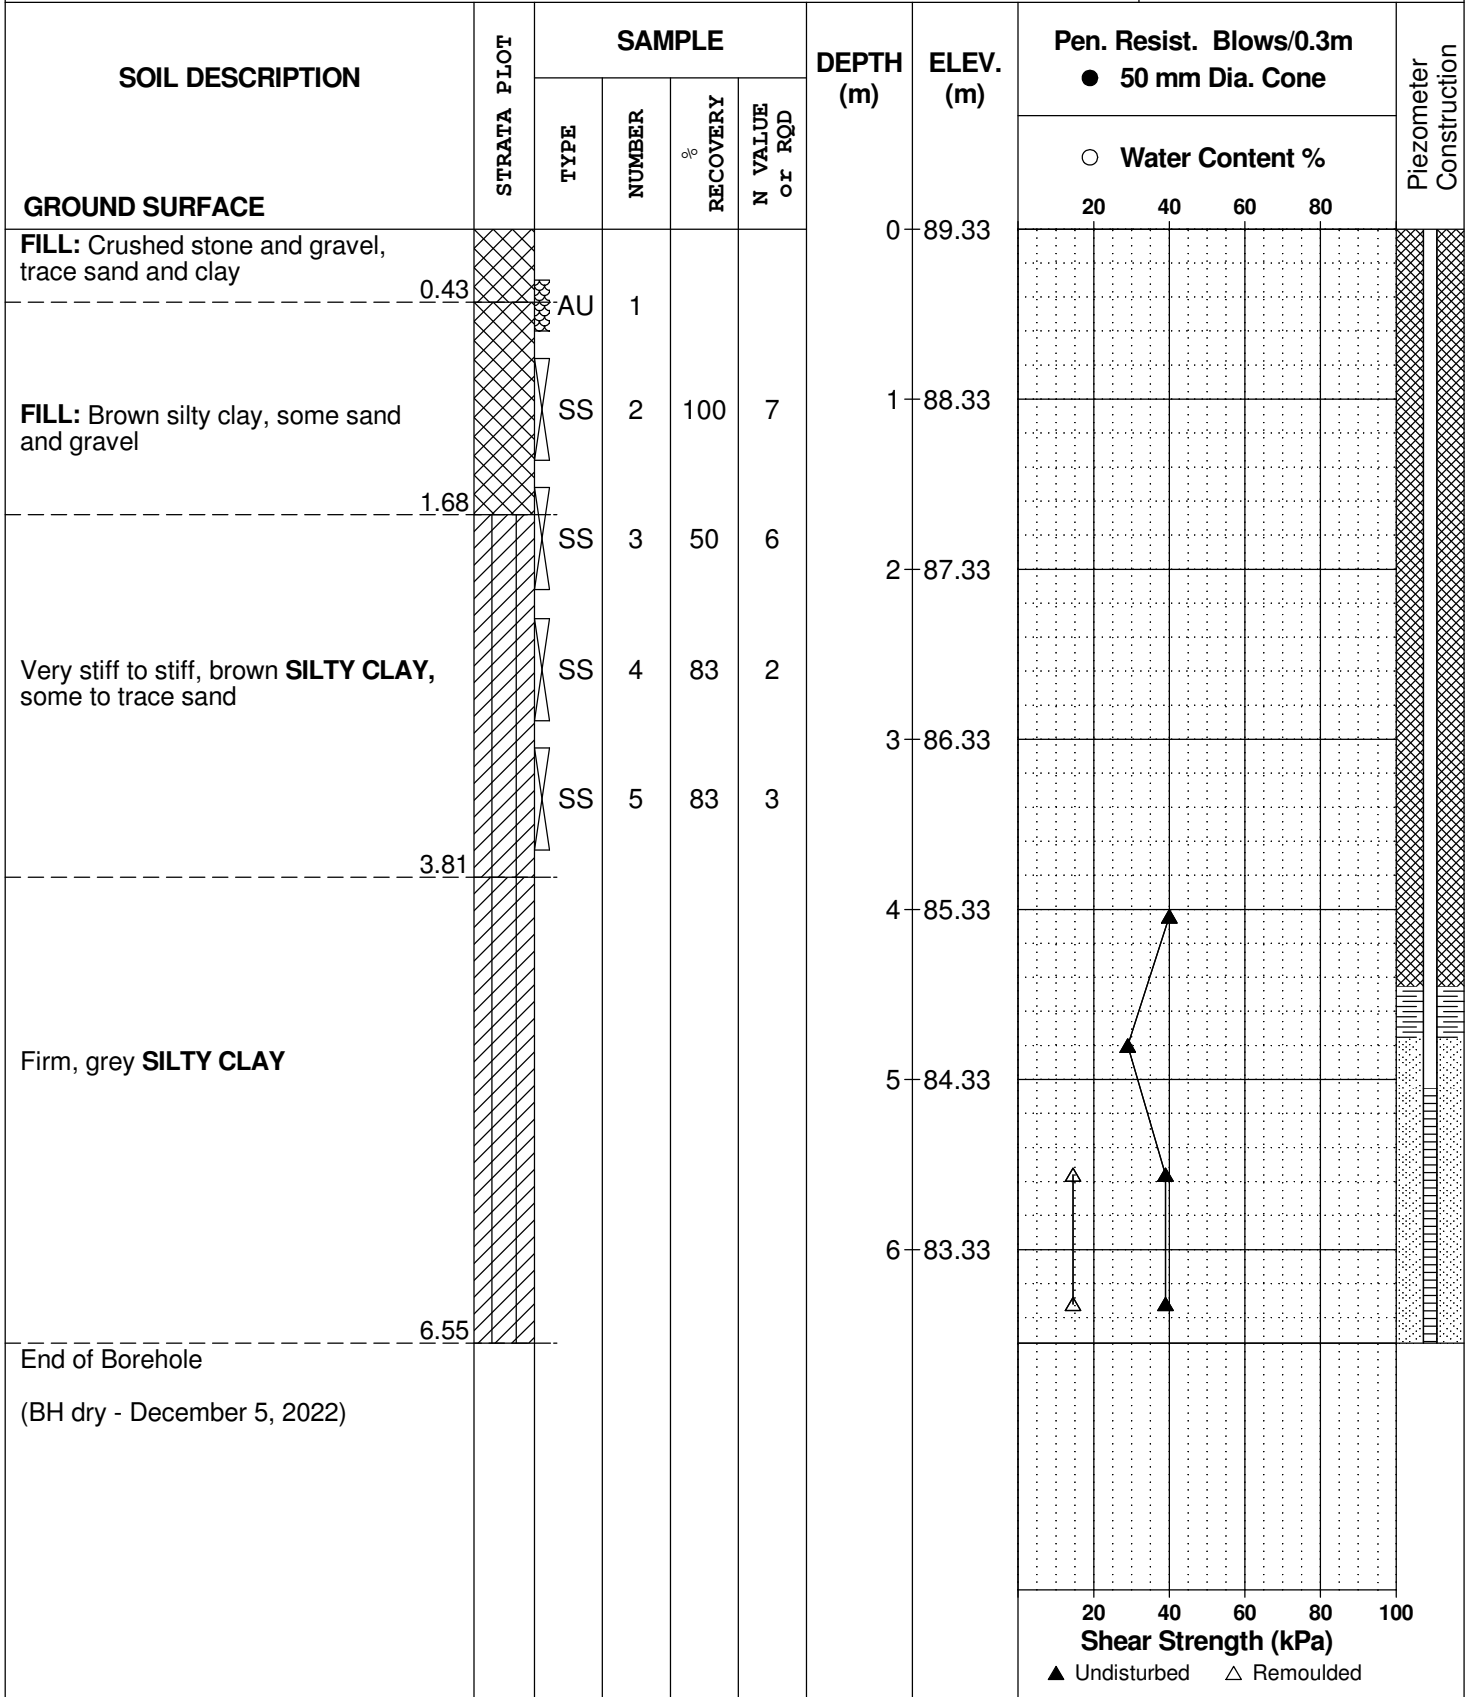 SOIL DESCRIPTION
GROUND SURFACE
STRATA PLOT
SAMPLE
TYPE
NUMBER
%
RECOVERY
N VALUE
or RQD
DEPTH
(m)
ELEV.
(m)
Pen. Resist. Blows/0.3m
● 50 mm Dia. Cone
○ Water Content %
20 40 60 80
Piezometer
Construction
FILL: Crushed stone and gravel,
trace sand and clay
0.43
FILL: Brown silty clay, some sand
and gravel
1.68
Very stiff to stiff, brown SILTY CLAY,
some to trace sand
3.81
Firm, grey SILTY CLAY
6.55
End of Borehole
(BH dry - December 5, 2022)
AU 1
SS 2 100 7
SS 3 50 6
SS 4 83 2
SS 5 83 3
0 89.33
1 88.33
2 87.33
3 86.33
4 85.33
5 84.33
6 83.33
20 40 60 80 100
Shear Strength (kPa)
▲ Undisturbed △ Remoulded